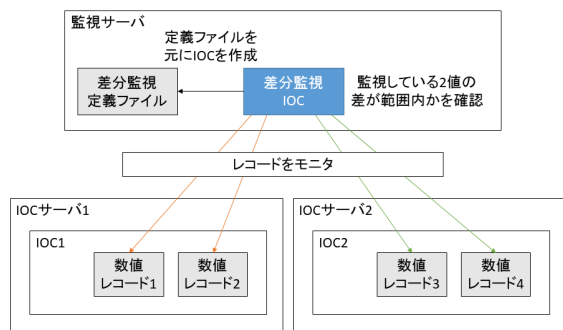 監視サーバ
定義ファイルを
元にIOCを作成
差分監視
定義ファイル
差分監視
IOC
監視している2値の
差が範囲内かを確認
レコードをモニタ
IOCサーバ1
IOC1
数値
レコード1
数値
レコード2
IOCサーバ2
IOC2
数値
レコード3
数値
レコード4